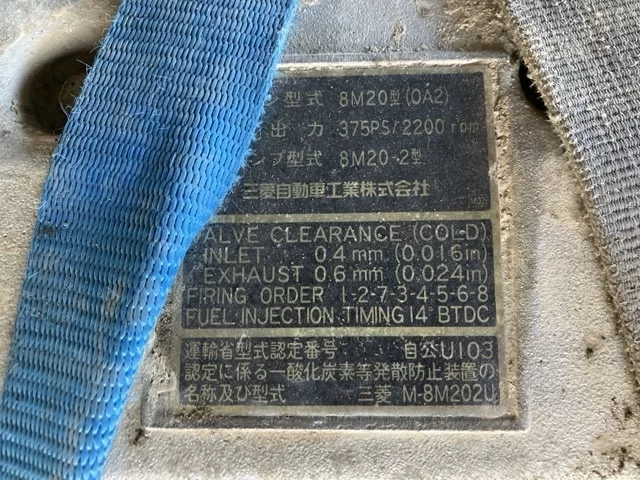 ン型式 8M20型(0A2)
出力 375PS/2200rpm
ンプ型式 8M20-2型
三菱自動車工業株式会社
M02
VALVE CLEARANCE (COLD)
INLET 0.4mm (0.016in)
EXHAUST 0.6mm (0.024in)
FIRING ORDER 1-2-7-3-4-5-6-8
FUEL INJECTION TIMING 14° BTDC
運輸省型式認定番号 自公U103
認定に係る一酸化炭素等発散防止装置の
名称及び型式 三菱 M-8M202U